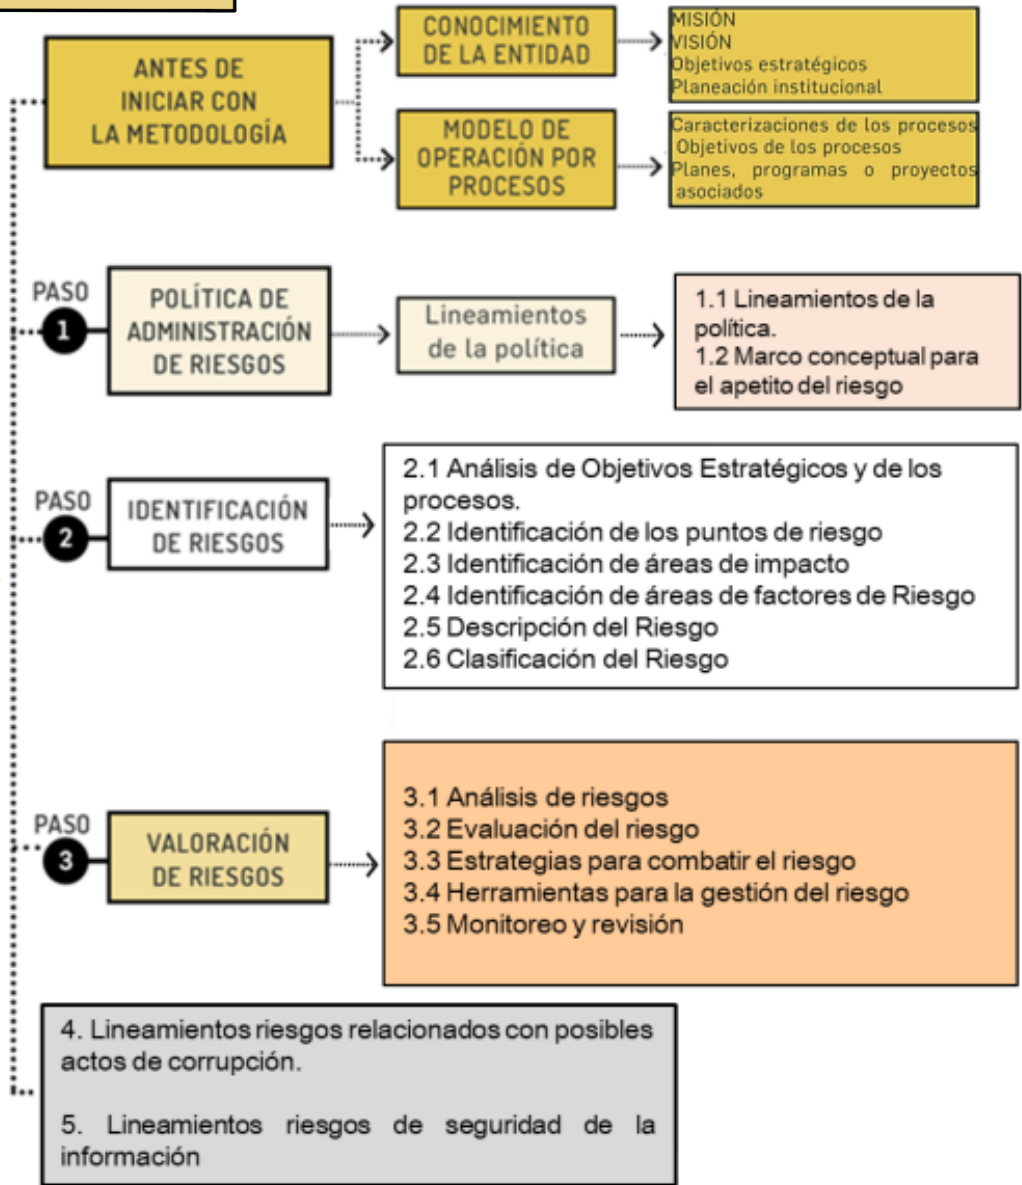 ANTES DE
INICIAR CON
LA METODOLOGÍA
CONOCIMIENTO
DE LA ENTIDAD
MISIÓN
VISIÓN
Objetivos estratégicos
Planeación institucional
MODELO DE
OPERACIÓN POR
PROCESOS
Caracterizaciones de los procesos
Objetivos de los procesos
Planes, programas o proyectos
asociados
PASO
1
POLÍTICA DE
ADMINISTRACIÓN
DE RIESGOS
Lineamientos
de la política
1.1 Lineamientos de la
política.
1.2 Marco conceptual para
el apetito del riesgo
PASO
2
IDENTIFICACIÓN
DE RIESGOS
2.1 Análisis de Objetivos Estratégicos y de los
procesos.
2.2 Identificación de los puntos de riesgo
2.3 Identificación de áreas de impacto
2.4 Identificación de áreas de factores de Riesgo
2.5 Descripción del Riesgo
2.6 Clasificación del Riesgo
PASO
3
VALORACIÓN
DE RIESGOS
3.1 Análisis de riesgos
3.2 Evaluación del riesgo
3.3 Estrategias para combatir el riesgo
3.4 Herramientas para la gestión del riesgo
3.5 Monitoreo y revisión
4. Lineamientos riesgos relacionados con posibles
actos de corrupción.
5. Lineamientos riesgos de seguridad de la
información